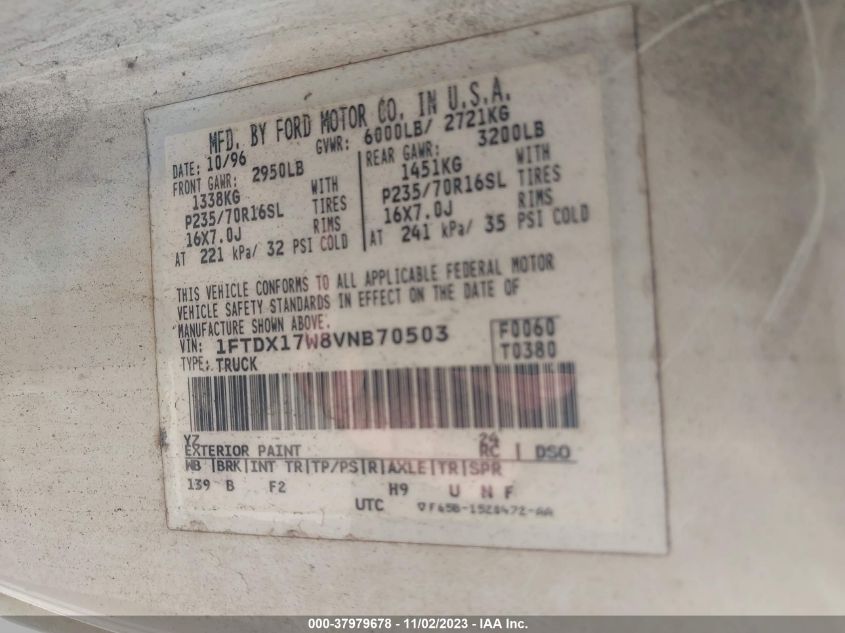 MFD. BY FORD MOTOR CO. IN U.S.A.
DATE: 10/96 GVWR: 6000LB/ 2721KG
FRONT GAWR: 2950LB REAR GAWR: 3200LB
1338KG WITH 1451KG WITH
P235/70R16SL TIRES P235/70R16SL TIRES
16X7.0J RIMS 16X7.0J RIMS
AT 221 kPa/ 32 PSI COLD AT 241 kPa/ 35 PSI COLD
THIS VEHICLE CONFORMS TO ALL APPLICABLE FEDERAL MOTOR
VEHICLE SAFETY STANDARDS IN EFFECT ON THE DATE OF
MANUFACTURE SHOWN ABOVE.
VIN: 1FTDX17W8VNB70503 F0060
TYPE: TRUCK T0380
YZ 24
EXTERIOR PAINT RC | DSO
WB |BRK|INT TR|TP/PS|R|AXLE|TR|SPR
139 B F2 H9 U N F
UTC
000-37979678 - 11/02/2023 - IAA Inc.